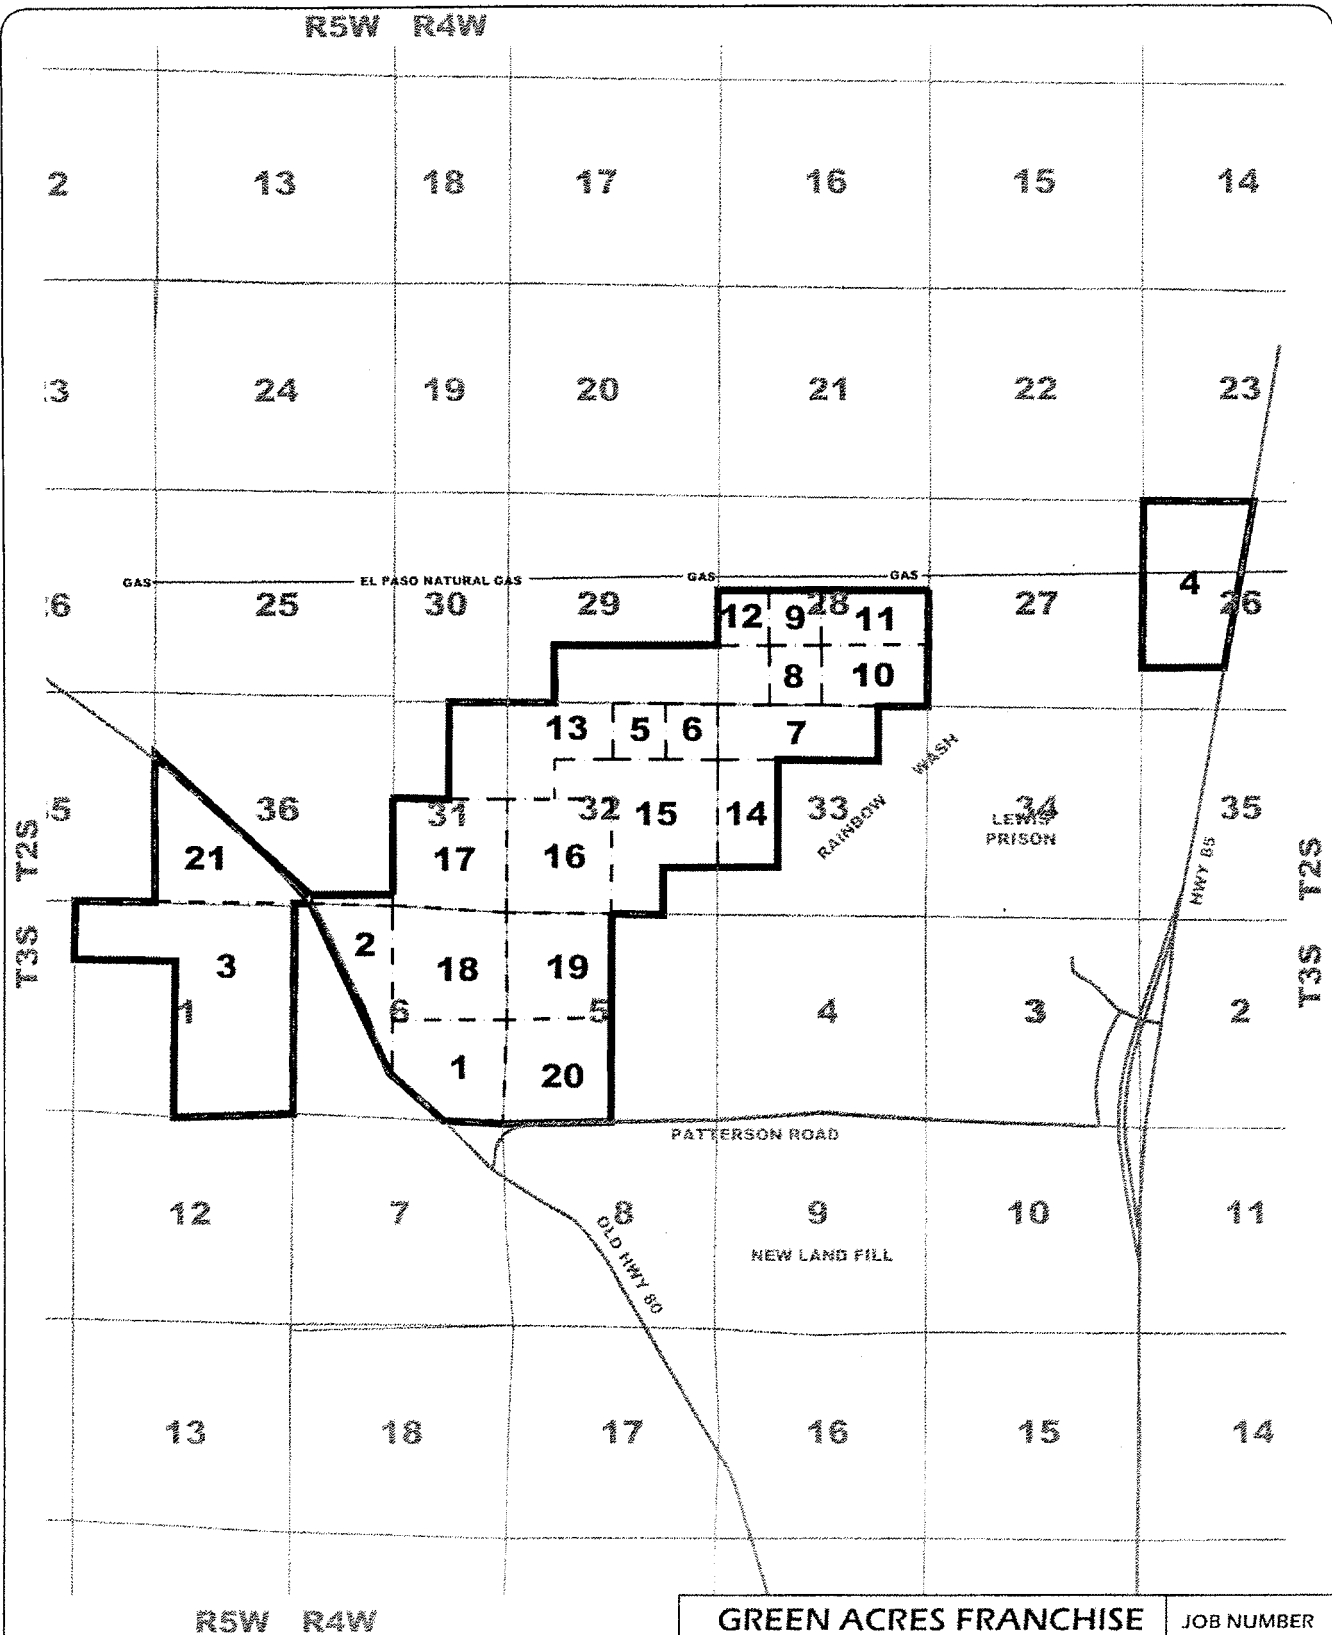 R5W R4W
2 13 18 17 16 15 14
3 24 19 20 21 22 23
GAS EL PASO NATURAL GAS GAS GAS
4
6 25 30 29 28 27 26
12 9 11
8 10
13 5 6 7
WASH
T2S 5 36 31 32 33 34 35 T2S
15 14
RAINBOW
LEWIS
PRISON
HWY 85
21 17 16
T3S 3 2 18 19 T3S
1 6 5 4 3 2
1 20
PATTERSON ROAD
12 7 8 9 10 11
OLD HWY 80
NEW LAND FILL
13 18 17 16 15 14
R5W R4W
GREEN ACRES FRANCHISE JOB NUMBER